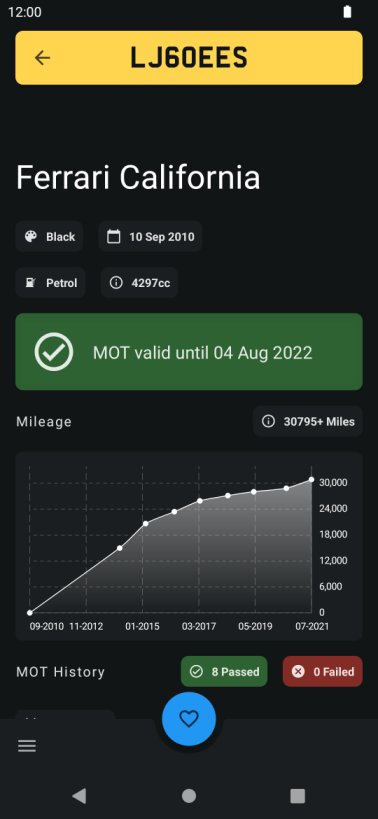 12:00
LJ60EES
Ferrari California
Black
10 Sep 2010
Petrol
4297cc
MOT valid until 04 Aug 2022
Mileage
30795+ Miles
30,000
24,000
18,000
12,000
6,000
0
09-2010 11-2012 01-2015 03-2017 05-2019 07-2021
MOT History
8 Passed
0 Failed